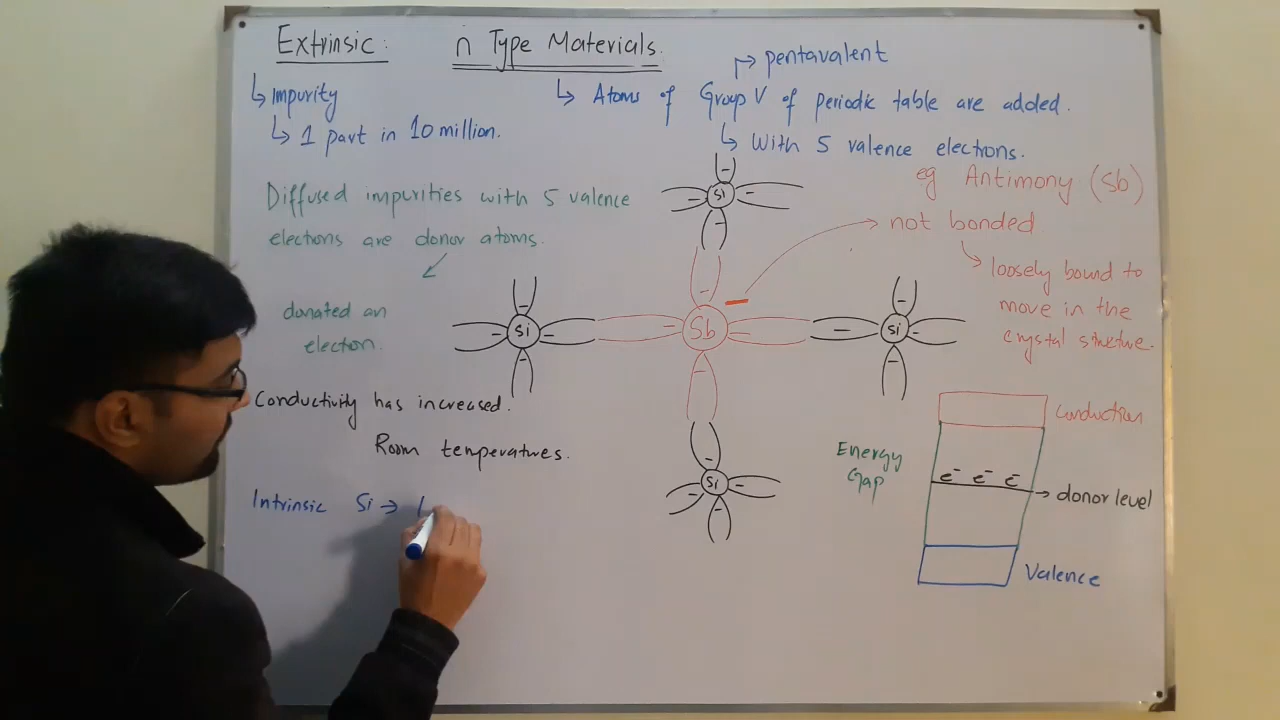 Extrinsic: n Type Materials.
↳ Impurity
↳ 1 part in 10 million.
↳ Atoms of Group V of periodic table are added.
↱ pentavalent
↳ With 5 valence electrons.
eg Antimony (Sb)
Diffused impurities with 5 valence
electrons are donor atoms.
donated an
electron.
Conductivity has increased.
Room temperatures.
Intrinsic Si →
Si
Si
Sb
Si
Si
not bonded.
loosely bound to
move in the
crystal
Energy
Gap
Conduction
e⁻ e⁻ e⁻
→ donor level
Valence